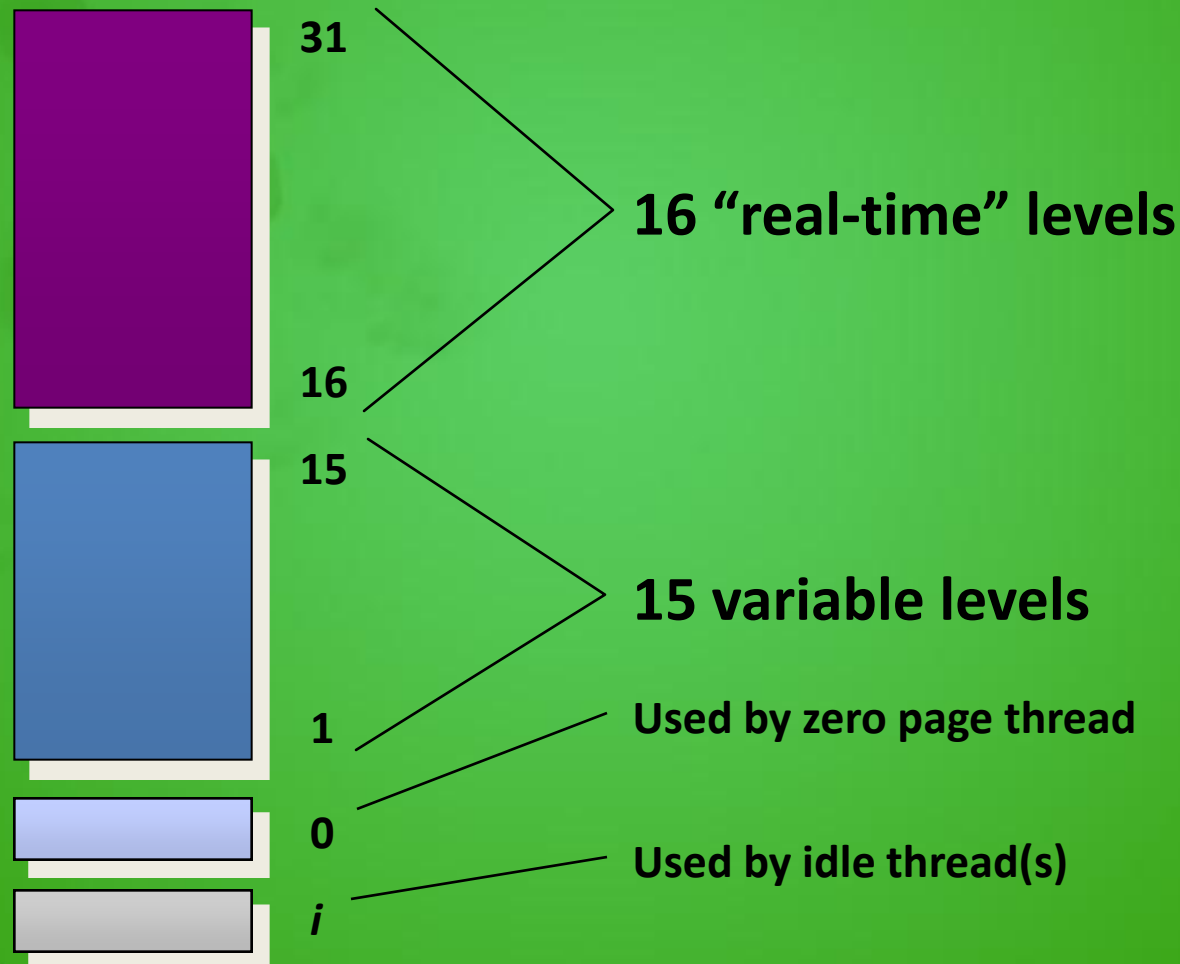 31
16 “real-time” levels
16
15
15 variable levels
1
Used by zero page thread
0
Used by idle thread(s)
i